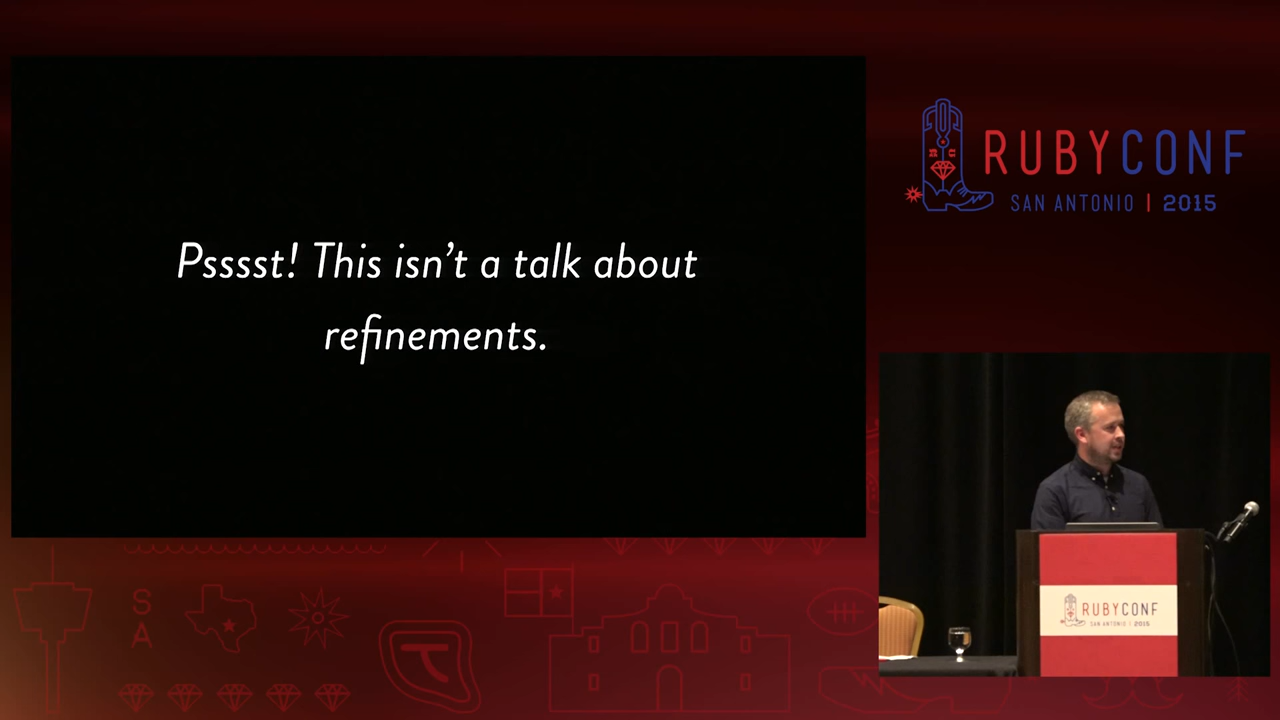 Psssst! This isn't a talk about
refinements.
RUBYCONF
SAN ANTONIO | 2015
RUBYCONF
SAN ANTONIO | 2015
S
A